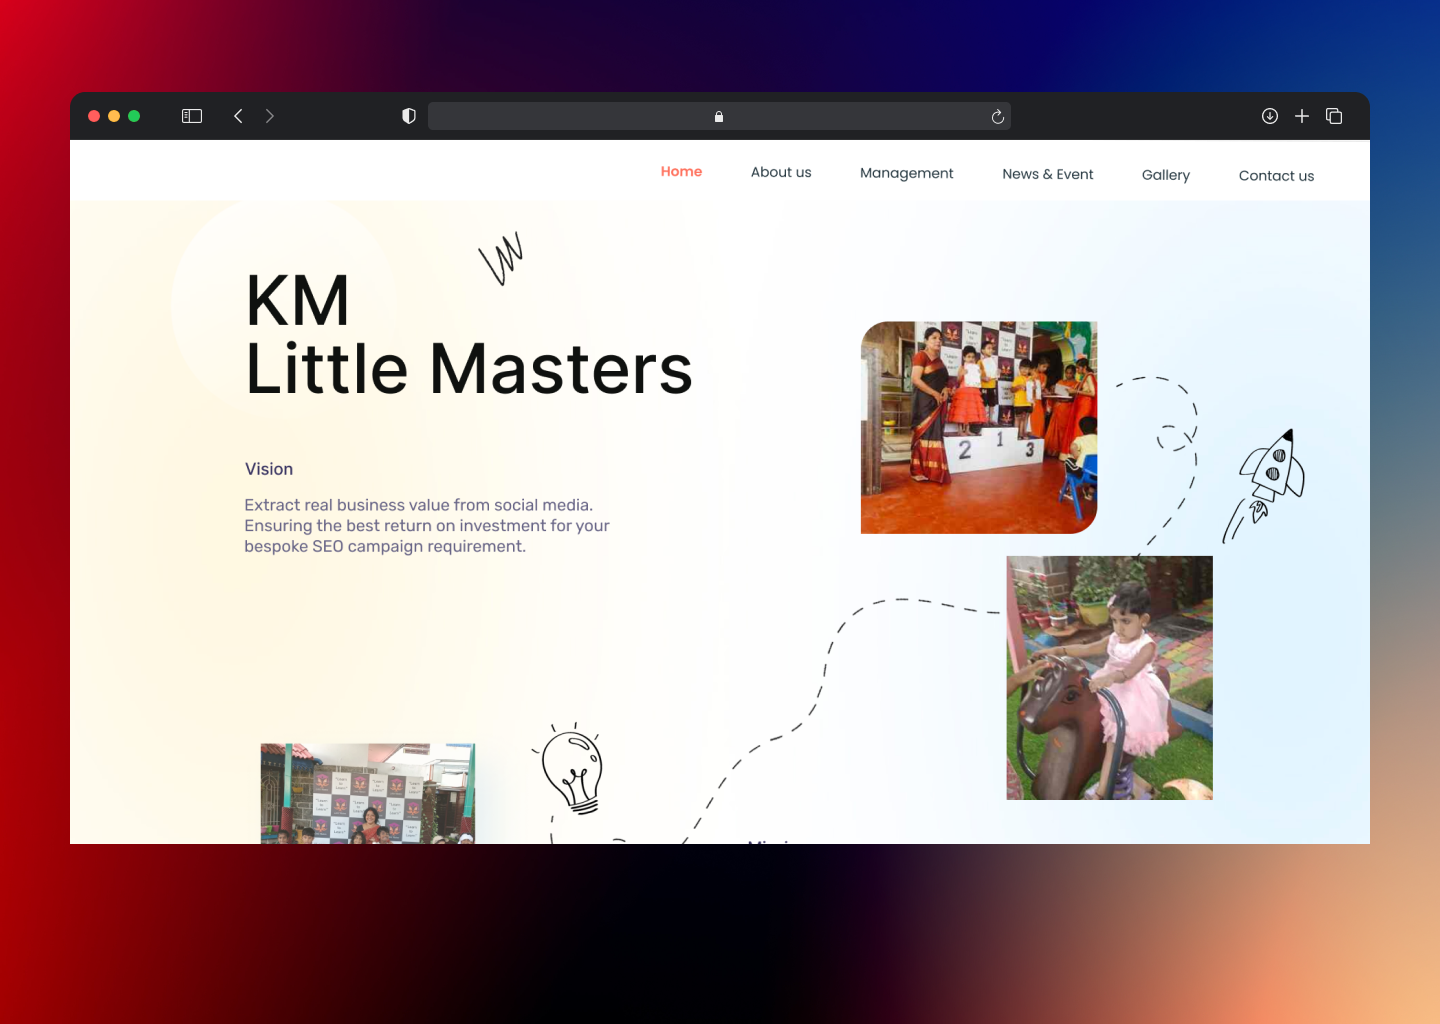 Home About us Management News & Event Gallery Contact us
KM
Little Masters
Vision
Extract real business value from social media.
Ensuring the best return on investment for your
bespoke SEO campaign requirement.
2 1 3